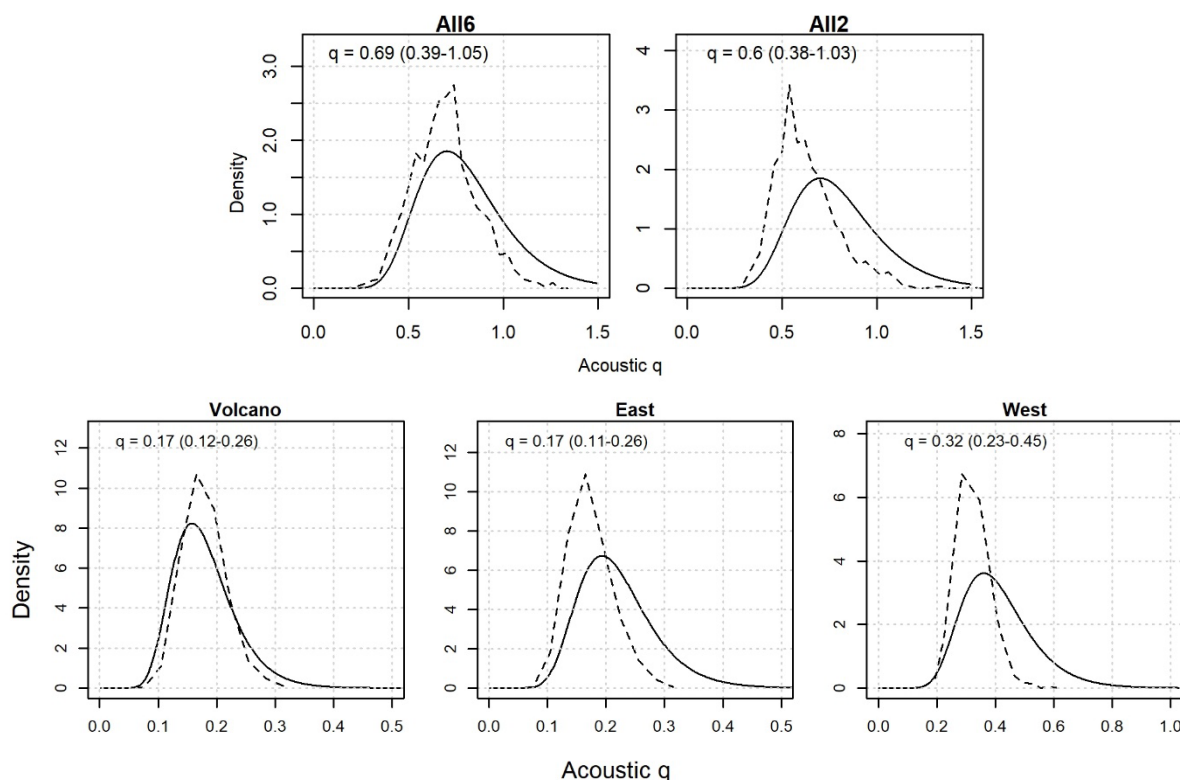 All6
q = 0.69 (0.39-1.05)
Density
0.0 1.0 2.0 3.0
0.0 0.5 1.0 1.5
All2
q = 0.6 (0.38-1.03)
0 1 2 3 4
0.0 0.5 1.0 1.5
Acoustic q
Volcano
q = 0.17 (0.12-0.26)
Density
0 2 4 6 8 10 12
0.0 0.1 0.2 0.3 0.4 0.5
East
q = 0.17 (0.11-0.26)
0 2 4 6 8 10 12
0.0 0.1 0.2 0.3 0.4 0.5
West
q = 0.32 (0.23-0.45)
0 2 4 6 8
0.0 0.2 0.4 0.6 0.8 1.0
Acoustic q